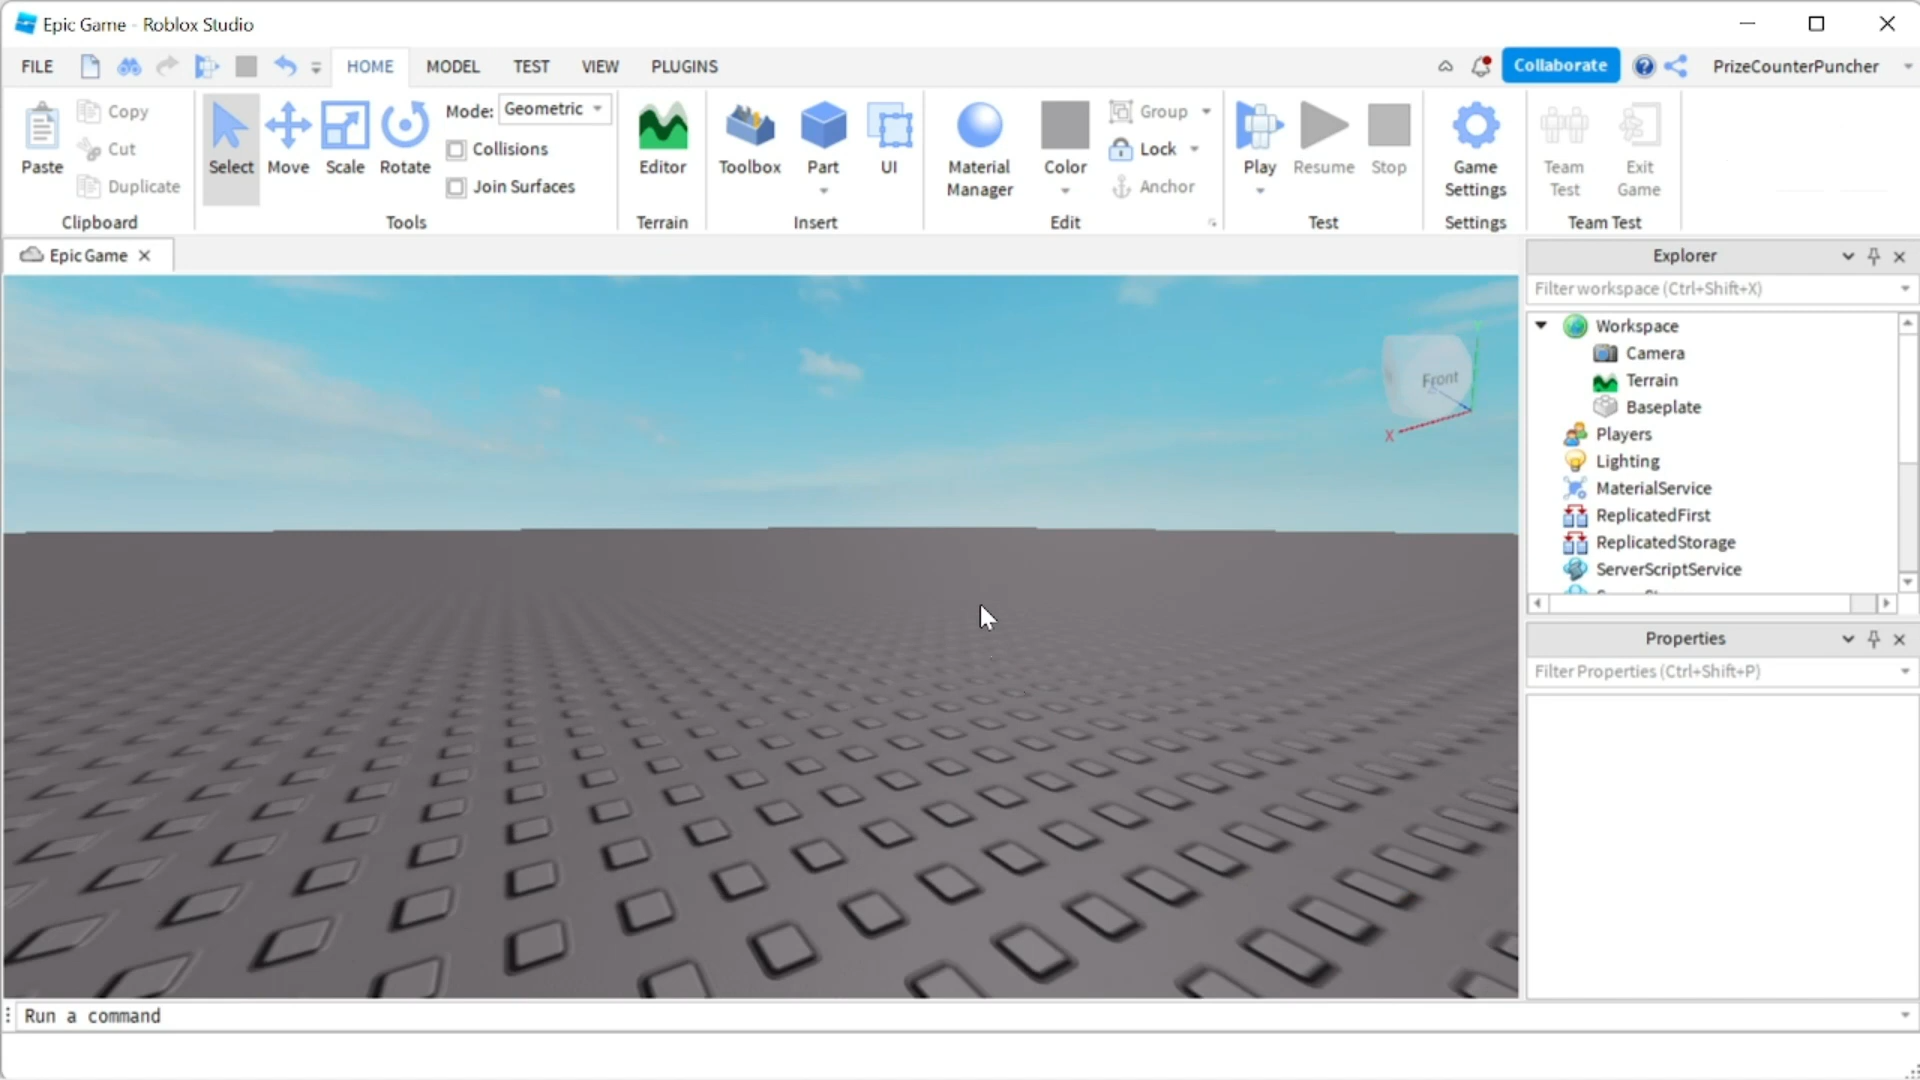 Epic Game - Roblox Studio
FILE HOME MODEL TEST VIEW PLUGINS Collaborate PrizeCounterPuncher
Paste
Copy
Cut
Duplicate
Clipboard
Select Move Scale Rotate
Mode: Geometric
Collisions
Join Surfaces
Tools
Editor
Terrain
Toolbox Part UI
Insert
Material
Manager
Color
Group
Lock
Anchor
Edit
Play Resume Stop
Test
Game
Settings
Settings
Team
Test
Exit
Game
Team Test
Epic Game
Front
X
Explorer
Filter workspace (Ctrl+Shift+X)
Workspace
Camera
Terrain
Baseplate
Players
Lighting
MaterialService
ReplicatedFirst
ReplicatedStorage
ServerScriptService
Properties
Filter Properties (Ctrl+Shift+P)
Run a command